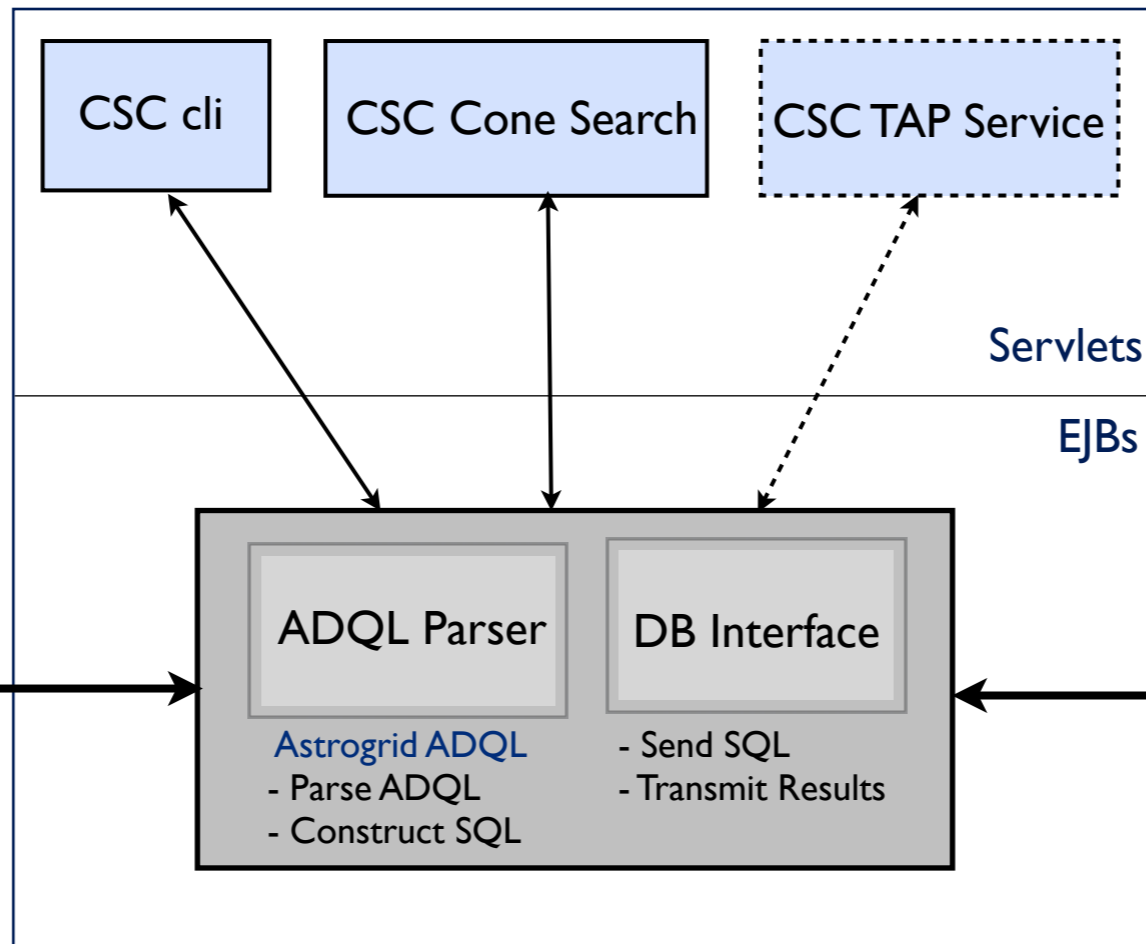 CSC cli
CSC Cone Search
CSC TAP Service
Servlets
EJBs
ADQL Parser
DB Interface
Astrogrid ADQL
- Parse ADQL
- Construct SQL
- Send SQL
- Transmit Results